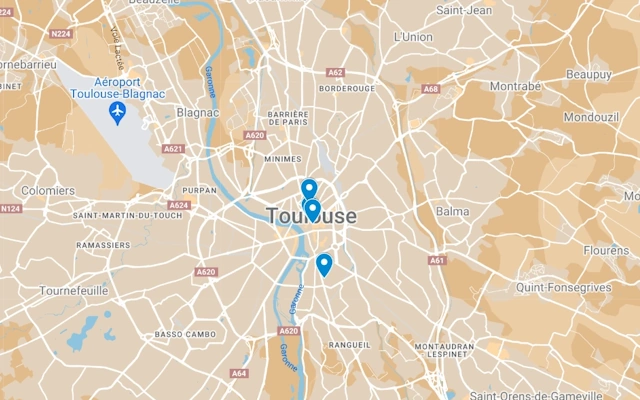 Beauzelle
Saint-Jean
224
Voie Lactée
N224
L'Union
Cornebarrieu
A62
Aéroport
Toulouse-Blagnac
Garonne
BORDEROUGE
A68
Montrabé
Beaupuy
Blagnac
BARRIÈRE
DE PARIS
Mondouzil
A620
A621
MINIMES
Colomiers
PURPAN
A624
N124
SAINT-MARTIN-DU-TOUCH
Toulouse
Balma
RAMASSIERS
Flourens
A61
A620
Tournefeuille
Garonne
Quint-Fonsegrives
BASSO CAMBO
A620
RANGUEIL
MONTAUDRAN
LESPINET
Garonne
A64
Saint-Orens-de-Gameville